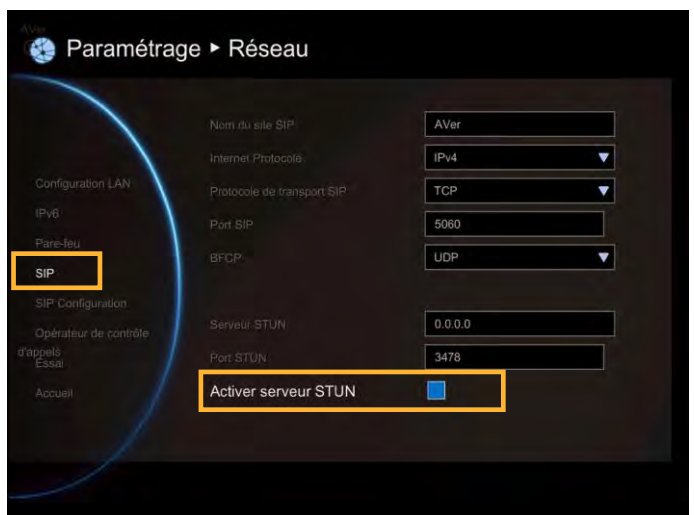 AVer
Paramétrage ► Réseau
Nom du site SIP
AVer
Internet Protocole
IPv4
Configuration LAN
Protocole de transport SIP
TCP
IPv6
Port SIP
5060
Pare-feu
BFCP
UDP
SIP
SIP Configuration
Serveur STUN
0.0.0.0
Opérateur de contrôle
d'appels
Port STUN
3478
Essai
Accueil
Activer serveur STUN